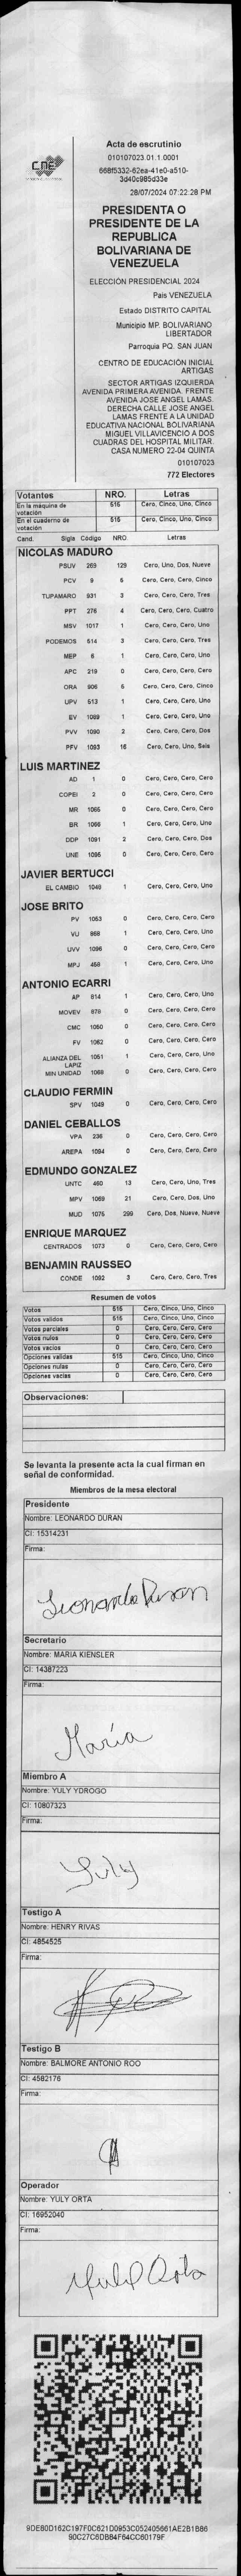 CNE
Acta de escrutinio
010107023.01.1.0001
668f5332-62ea-41e0-a510-
3d40c985d33e
28/07/2024 07:22:28 PM
PRESIDENTA O
PRESIDENTE DE LA
REPUBLICA
BOLIVARIANA DE
VENEZUELA
ELECCIÓN PRESIDENCIAL 2024
Pais VENEZUELA
Estado DISTRITO CAPITAL
Municipio MP. BOLIVARIANO
LIBERTADOR
Parroquia PQ. SAN JUAN
CENTRO DE EDUCACIÓN INICIAL
ARTIGAS
SECTOR ARTIGAS IZQUIERDA
AVENIDA PRIMERA AVENIDA. FRENTE
AVENIDA JOSE ANGEL LAMAS.
DERECHA CALLE JOSE ANGEL
LAMAS FRENTE A LA UNIDAD
EDUCATIVA NACIONAL BOLIVARIANA
MIGUEL VILLAVICENCIO A DOS
CUADRAS DEL HOSPITAL MILITAR.
CASA NUMERO 22-04 QUINTA
010107023
772 Electores
Votantes NRO. Letras
En la maquina de votación 515 Cero, Cinco, Uno, Cinco
En el cuaderno de votación 515 Cero, Cinco, Uno, Cinco
Cand. Sigla Código NRO. Letras
NICOLAS MADURO
PSUV 269 129 Cero, Uno, Dos, Nueve
PCV 9 5 Cero, Cero, Cero, Cinco
TUPAMARO 931 3 Cero, Cero, Cero, Tres
PPT 276 4 Cero, Cero, Cero, Cuatro
MSV 1017 1 Cero, Cero, Cero, Uno
PODEMOS 514 3 Cero, Cero, Cero, Tres
MEP 6 1 Cero, Cero, Cero, Uno
APC 219 0 Cero, Cero, Cero, Cero
ORA 906 5 Cero, Cero, Cero, Cinco
UPV 513 1 Cero, Cero, Cero, Uno
EV 1089 1 Cero, Cero, Cero, Uno
PVV 1090 2 Cero, Cero, Cero, Dos
PFV 1093 16 Cero, Cero, Uno, Seis
LUIS MARTINEZ
AD 1 0 Cero, Cero, Cero, Cero
COPEI 2 0 Cero, Cero, Cero, Cero
MR 1065 0 Cero, Cero, Cero, Cero
BR 1066 1 Cero, Cero, Cero, Uno
DDP 1091 2 Cero, Cero, Cero, Dos
UNE 1095 0 Cero, Cero, Cero, Cero
JAVIER BERTUCCI
EL CAMBIO 1048 1 Cero, Cero, Cero, Uno
JOSE BRITO
PV 1053 0 Cero, Cero, Cero, Cero
VU 868 1 Cero, Cero, Cero, Uno
UVV 1096 0 Cero, Cero, Cero, Cero
MPJ 458 1 Cero, Cero, Cero, Uno
ANTONIO ECARRI
AP 814 1 Cero, Cero, Cero, Uno
MOVEV 878 0 Cero, Cero, Cero, Cero
CMC 1050 0 Cero, Cero, Cero, Cero
FV 1062 0 Cero, Cero, Cero, Cero
ALIANZA DEL LAPIZ 1051 1 Cero, Cero, Cero, Uno
MIN UNIDAD 1068 0 Cero, Cero, Cero, Cero
CLAUDIO FERMIN
SPV 1049 0 Cero, Cero, Cero, Cero
DANIEL CEBALLOS
VPA 236 0 Cero, Cero, Cero, Cero
AREPA 1094 0 Cero, Cero, Cero, Cero
EDMUNDO GONZALEZ
UNTC 460 13 Cero, Cero, Uno, Tres
MPV 1069 21 Cero, Cero, Dos, Uno
MUD 1075 299 Cero, Dos, Nueve, Nueve
ENRIQUE MARQUEZ
CENTRADOS 1073 0 Cero, Cero, Cero, Cero
BENJAMIN RAUSSEO
CONDE 1092 3 Cero, Cero, Cero, Tres
Resumen de votos
Votos 515 Cero, Cinco, Uno, Cinco
Votos validos 515 Cero, Cinco, Uno, Cinco
Votos parciales 0 Cero, Cero, Cero, Cero
Votos nulos 0 Cero, Cero, Cero, Cero
Votos vacios 0 Cero, Cero, Cero, Cero
Opciones validas 515 Cero, Cinco, Uno, Cinco
Opciones nulas 0 Cero, Cero, Cero, Cero
Opciones vacias 0 Cero, Cero, Cero, Cero
Observaciones:
Se levanta la presente acta la cual firman en
señal de conformidad.
Miembros de la mesa electoral
Presidente
Nombre: LEONARDO DURAN
CI: 15314231
Firma:
Leonardo Duran
Secretario
Nombre: MARIA KIENSLER
CI: 14387223
Firma:
María
Miembro A
Nombre: YULY YDROGO
CI: 10807323
Firma:
Yuly
Testigo A
Nombre: HENRY RIVAS
CI: 4854525
Firma:
Testigo B
Nombre: BALMORE ANTONIO ROO
CI: 4582176
Firma:
Operador
Nombre: YULY ORTA
CI: 16952040
Firma:
9DE60D162C197F0C621D0953C052405661AE2B1B86
90C27C6DB84F64CC60179F